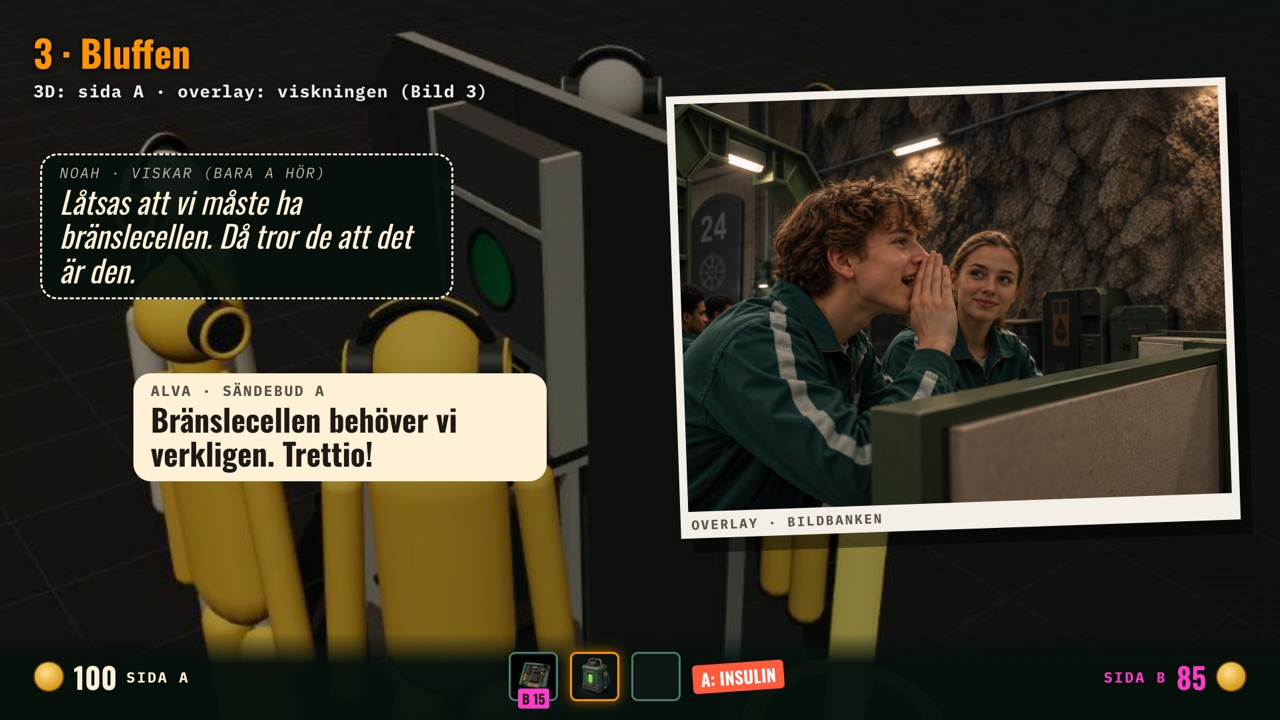 3 · Bluffen
3D: sida A · overlay: viskningen (Bild 3)
NOAH · VISKAR (BARA A HÖR)
Låtsas att vi måste ha
bränslecellen. Då tror de att det
är den.
ALVA · SÄNDEBUD A
Bränslecellen behöver vi
verkligen. Trettio!
24
OVERLAY · BILDBANKEN
100 SIDA A
B 15
A: INSULIN
SIDA B 85